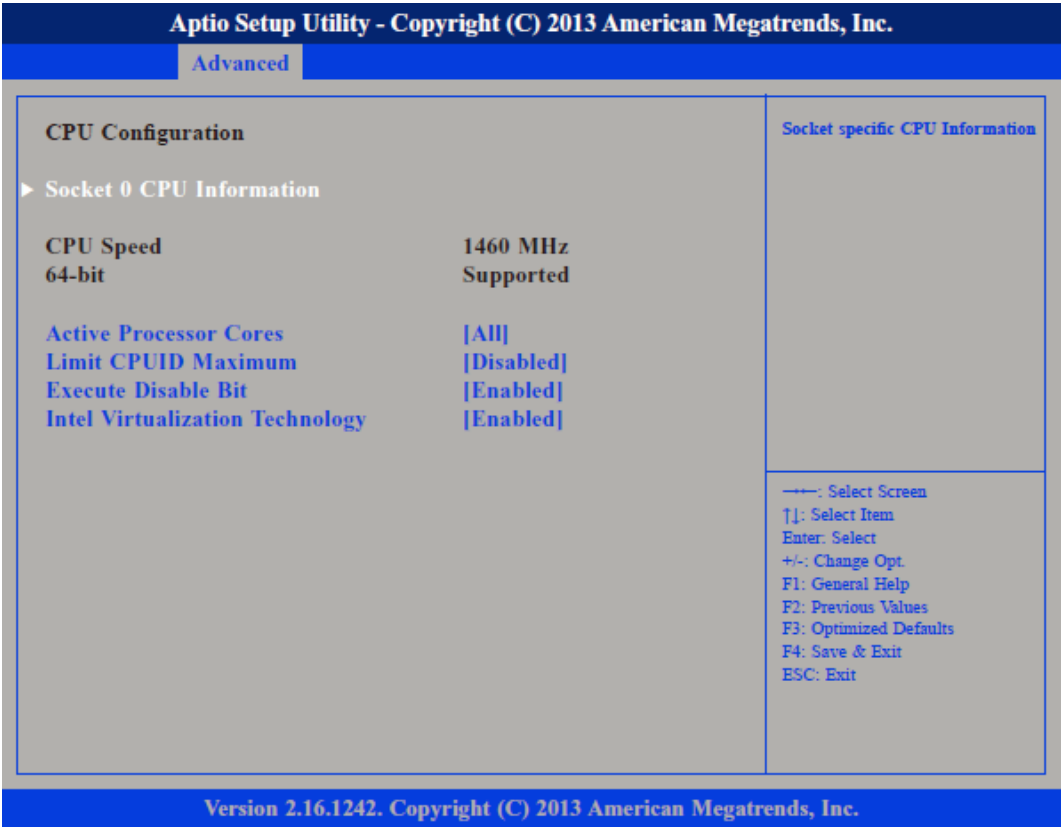 Aptio Setup Utility - Copyright (C) 2013 American Megatrends, Inc.
Advanced
CPU Configuration
Socket 0 CPU Information
CPU Speed 1460 MHz
64-bit Supported
Active Processor Cores [All]
Limit CPUID Maximum [Disabled]
Execute Disable Bit [Enabled]
Intel Virtualization Technology [Enabled]
Socket specific CPU Information
→←: Select Screen
↑↓: Select Item
Enter: Select
+/-: Change Opt.
F1: General Help
F2: Previous Values
F3: Optimized Defaults
F4: Save & Exit
ESC: Exit
Version 2.16.1242. Copyright (C) 2013 American Megatrends, Inc.